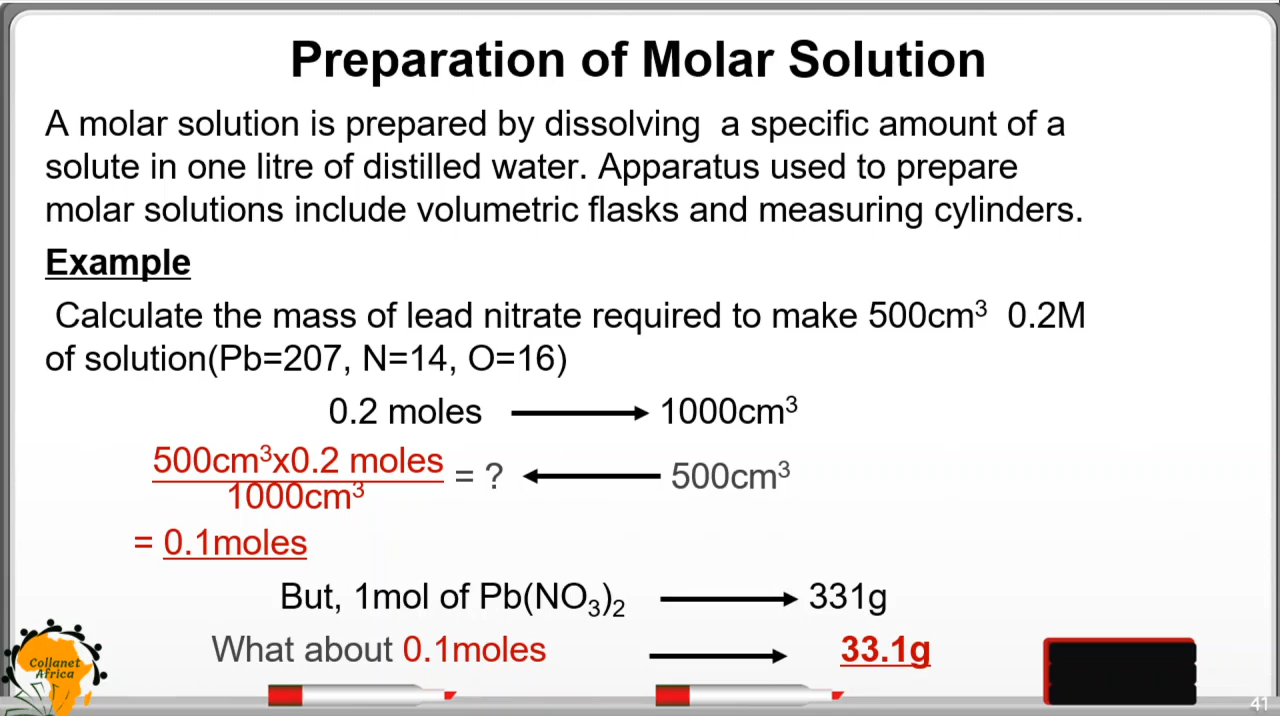 Preparation of Molar Solution
A molar solution is prepared by dissolving a specific amount of a
solute in one litre of distilled water. Apparatus used to prepare
molar solutions include volumetric flasks and measuring cylinders.
Example
Calculate the mass of lead nitrate required to make 500cm³ 0.2M
of solution(Pb=207, N=14, O=16)
0.2 moles ⟶ 1000cm³
500cm³x0.2 moles
1000cm³
= ? ⟵ 500cm³
= 0.1moles
But, 1mol of Pb(NO₃)₂ ⟶ 331g
What about 0.1moles ⟶ 33.1g
Collanet
Africa
41